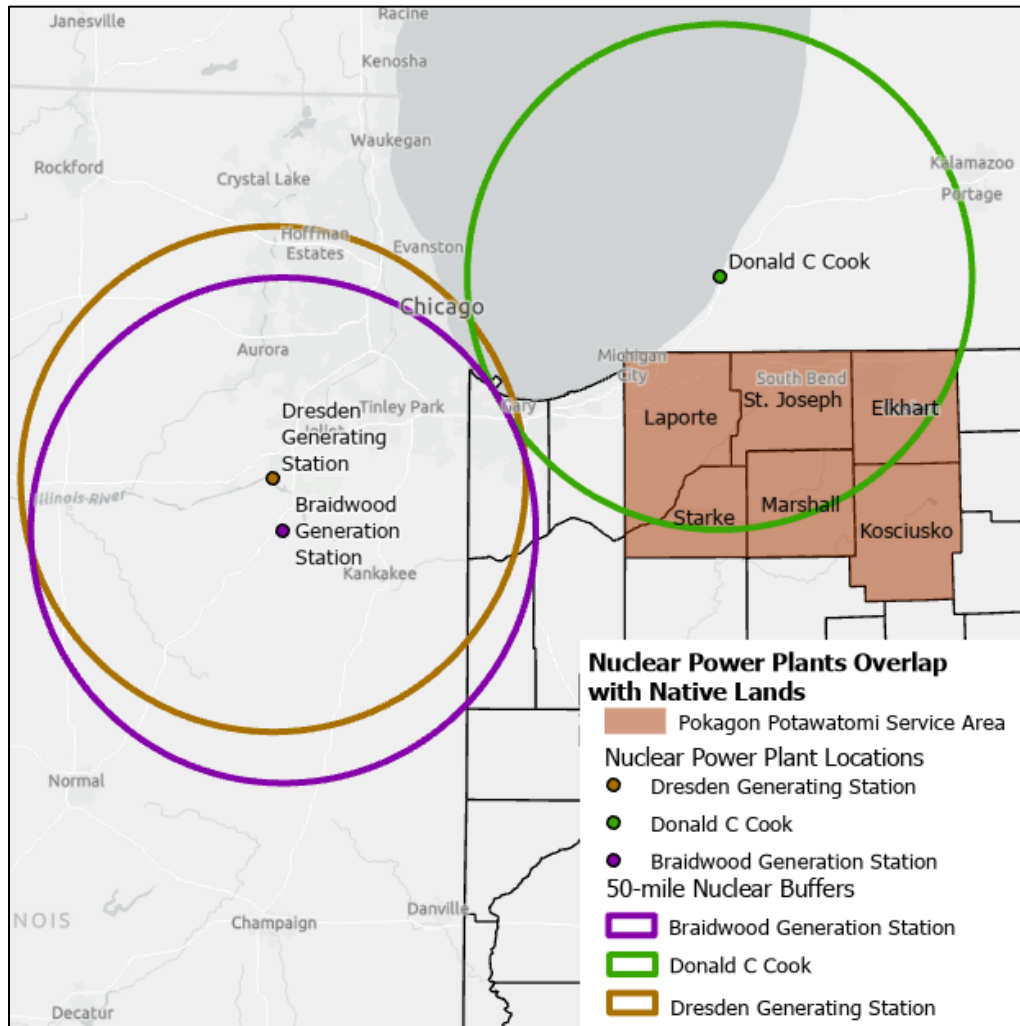 Janesville
Racine
Kenosha
Waukegan
Rockford
Crystal Lake
Kalamazoo
Portage
Hoffman
Estates
Evanston
Donald C Cook
Chicago
Aurora
Michigan
City
South Bend
Dresden
Generating
Station
Tinley Park
Gary
Laporte
St. Joseph
Elkhart
Illinois River
Braidwood
Generation
Station
Starke
Marshall
Kosciusko
Kankakee
Normal
NOIS
Champaign
Danville
Decatur
Nuclear Power Plants Overlap
with Native Lands
Pokagon Potawatomi Service Area
Nuclear Power Plant Locations
Dresden Generating Station
Donald C Cook
Braidwood Generation Station
50-mile Nuclear Buffers
Braidwood Generation Station
Donald C Cook
Dresden Generating Station